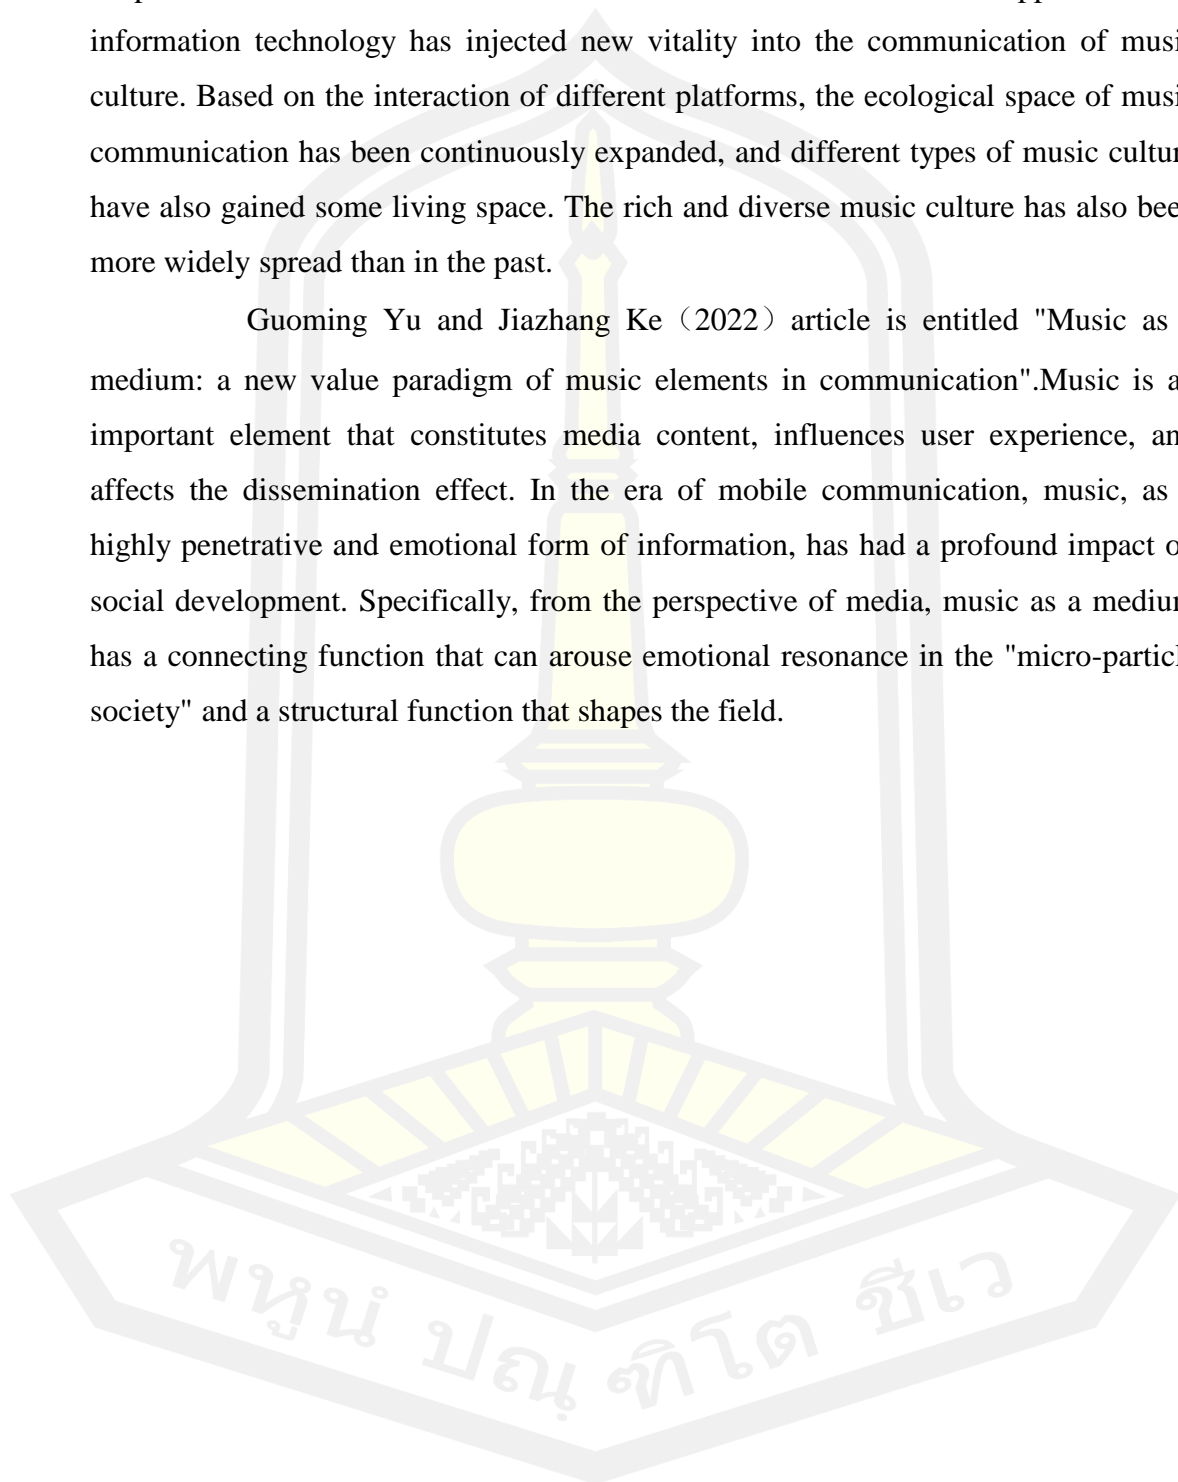 information technology has injected new vitality into the communication of musi
culture. Based on the interaction of different platforms, the ecological space of musi
communication has been continuously expanded, and different types of music cultur
have also gained some living space. The rich and diverse music culture has also bee
more widely spread than in the past.
Guoming Yu and Jiazhang Ke（2022）article is entitled "Music as
medium: a new value paradigm of music elements in communication".Music is a
important element that constitutes media content, influences user experience, an
affects the dissemination effect. In the era of mobile communication, music, as
highly penetrative and emotional form of information, has had a profound impact o
social development. Specifically, from the perspective of media, music as a mediu
has a connecting function that can arouse emotional resonance in the "micro-particl
society" and a structural function that shapes the field.
พหูนํ ปณฺฑิโต ชีเว